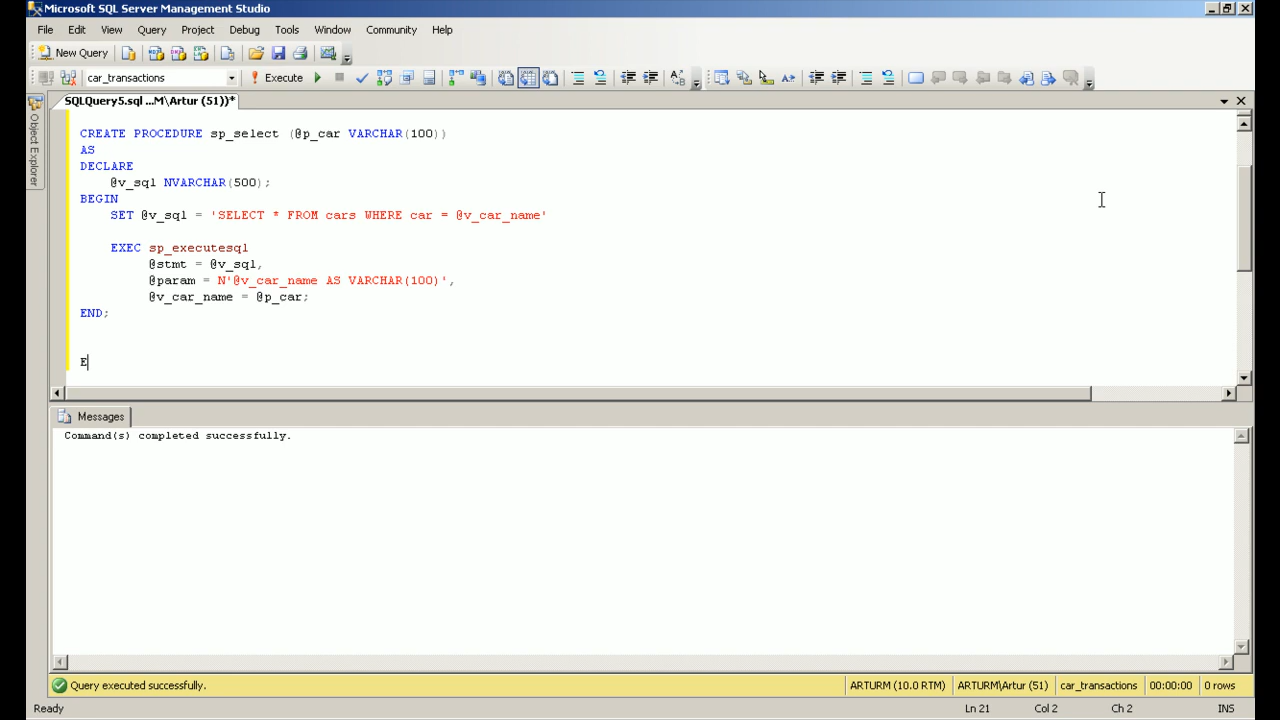 Microsoft SQL Server Management Studio
File Edit View Query Project Debug Tools Window Community Help
New Query
car_transactions Execute
SQLQuery5.sql ...M\Artur (51))*
Object Explorer
CREATE PROCEDURE sp_select (@p_car VARCHAR(100))
AS
DECLARE
@v_sql NVARCHAR(500);
BEGIN
SET @v_sql = 'SELECT * FROM cars WHERE car = @v_car_name'
EXEC sp_executesql
@stmt = @v_sql,
@param = N'@v_car_name AS VARCHAR(100)',
@v_car_name = @p_car;
END;
E
Messages
Command(s) completed successfully.
Query executed successfully. ARTURM (10.0 RTM) ARTURM\Artur (51) car_transactions 00:00:00 0 rows
Ready Ln 21 Col 2 Ch 2 INS